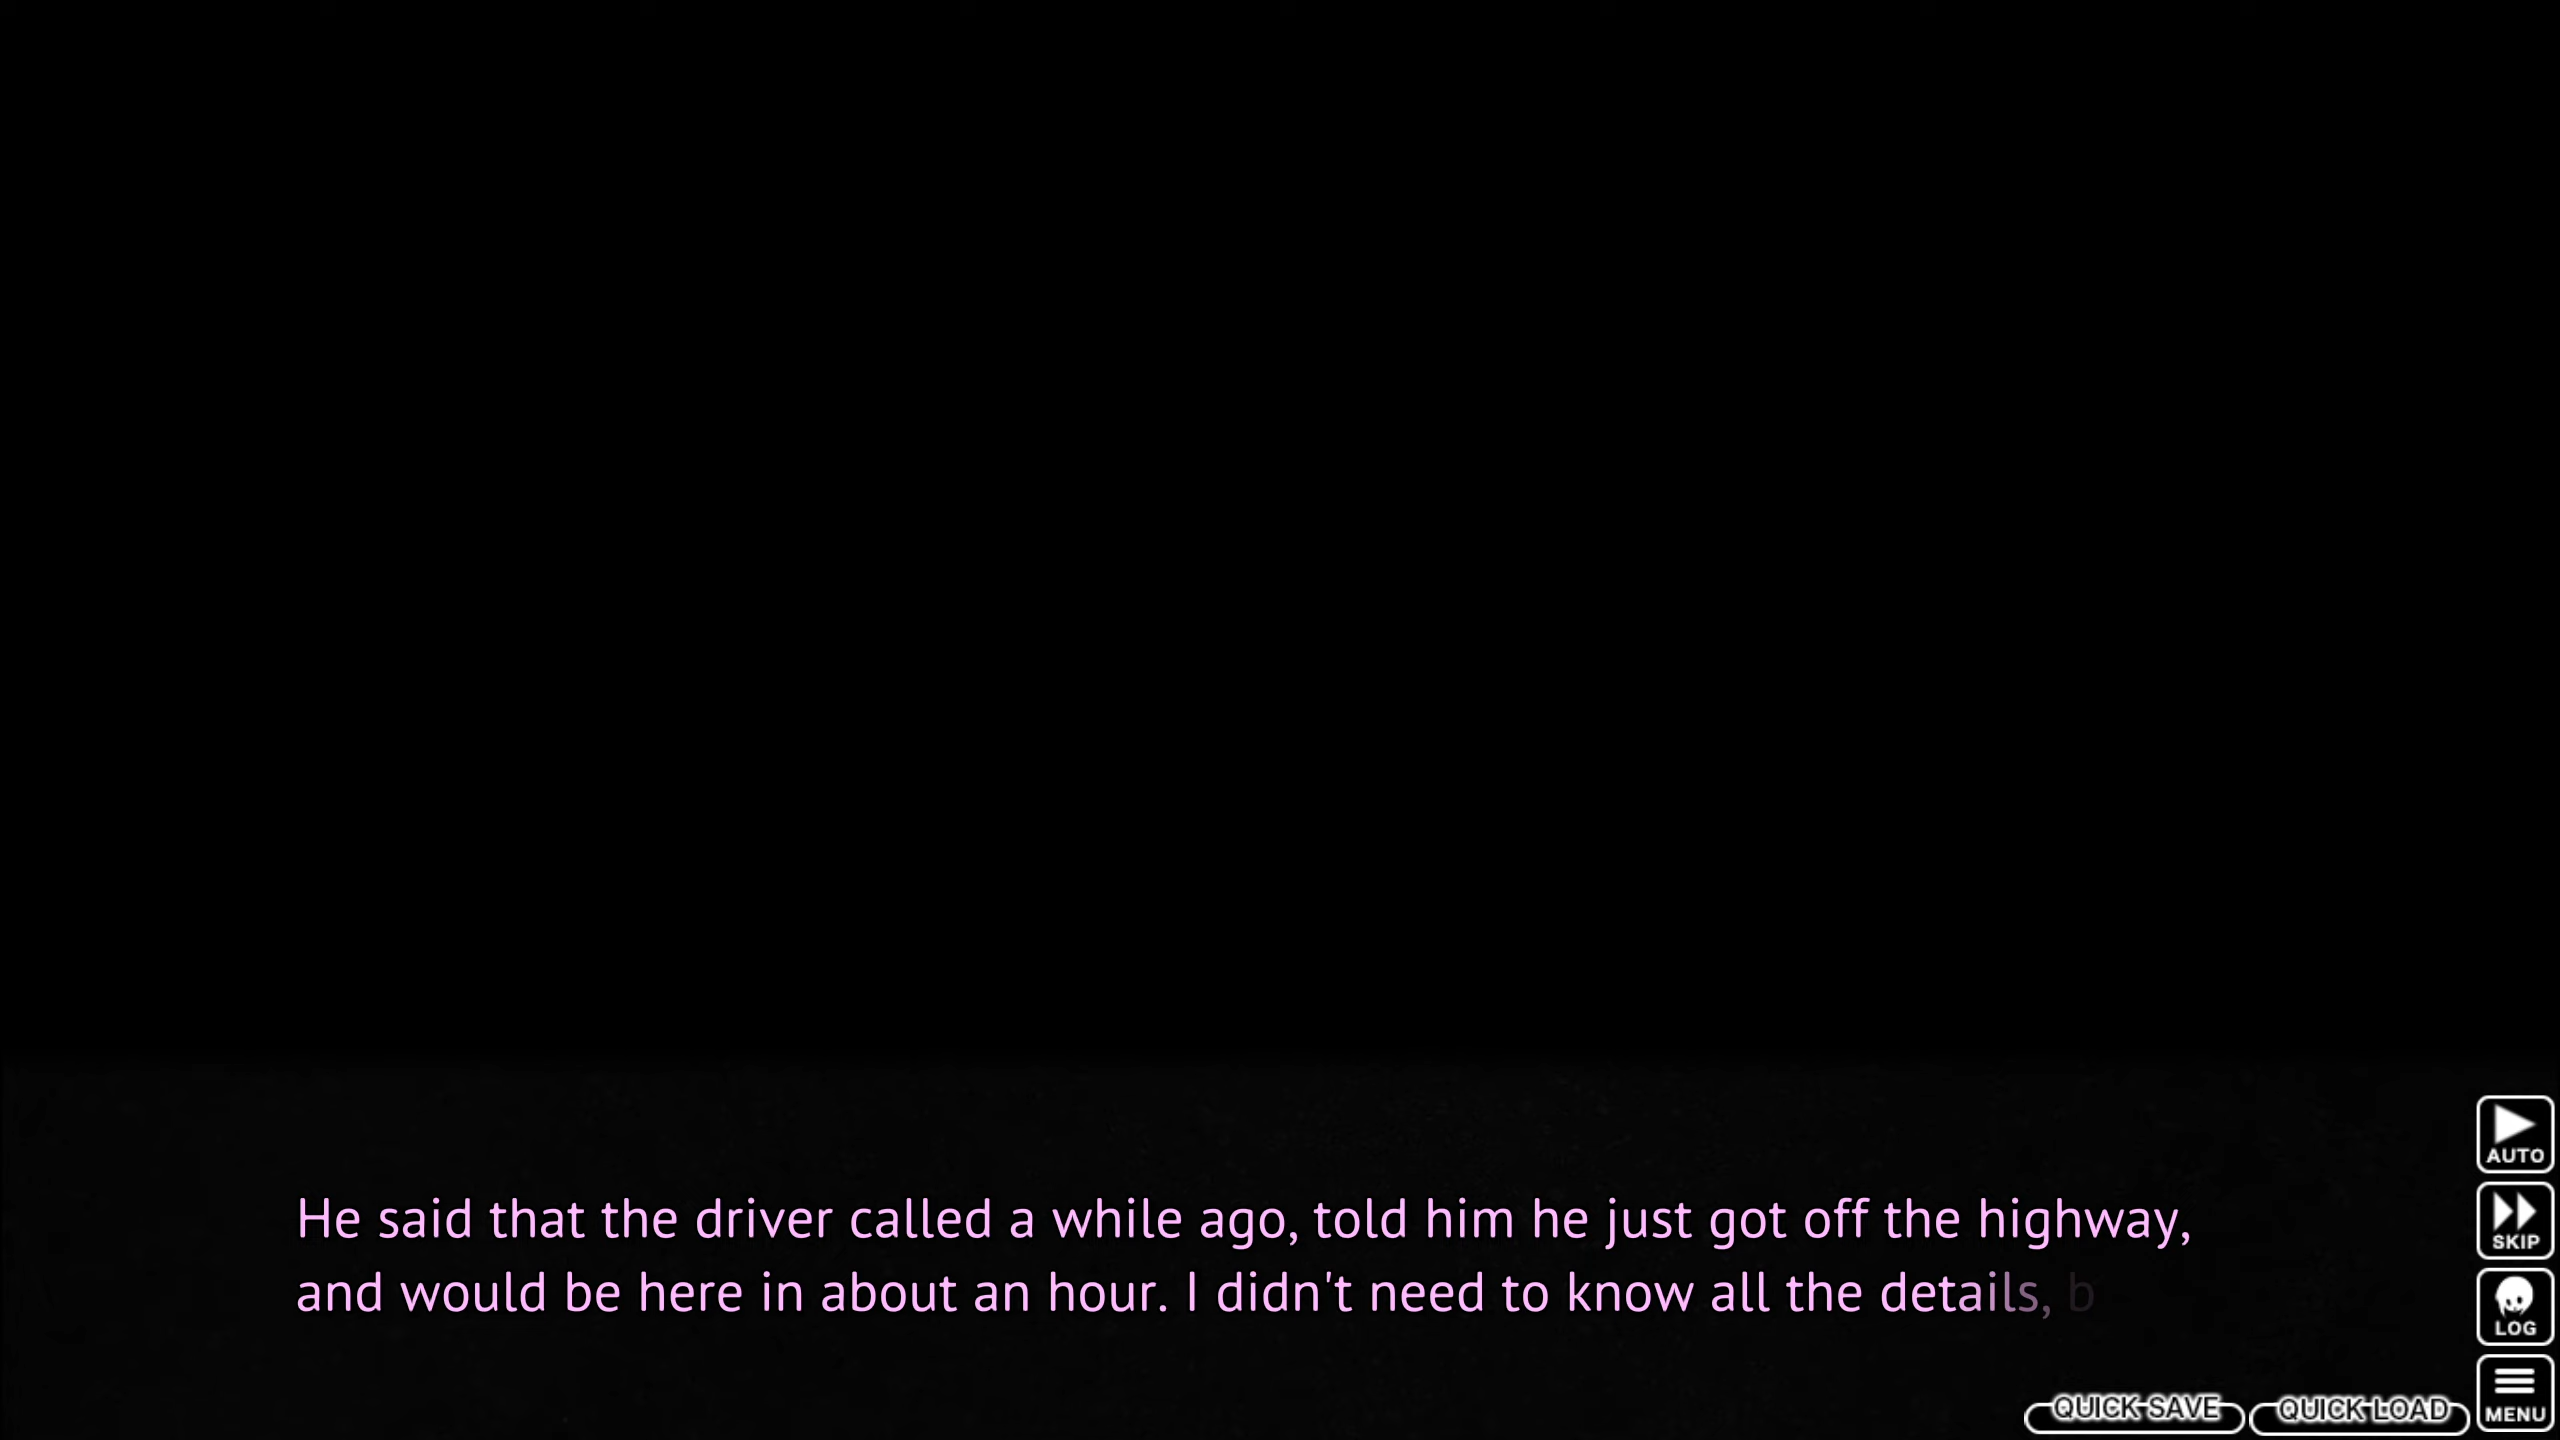 He said that the driver called a while ago, told him he just got off the highway,
and would be here in about an hour. I didn't need to know all the details, b
AUTO
SKIP
LOG
QUICK SAVE QUICK LOAD MENU